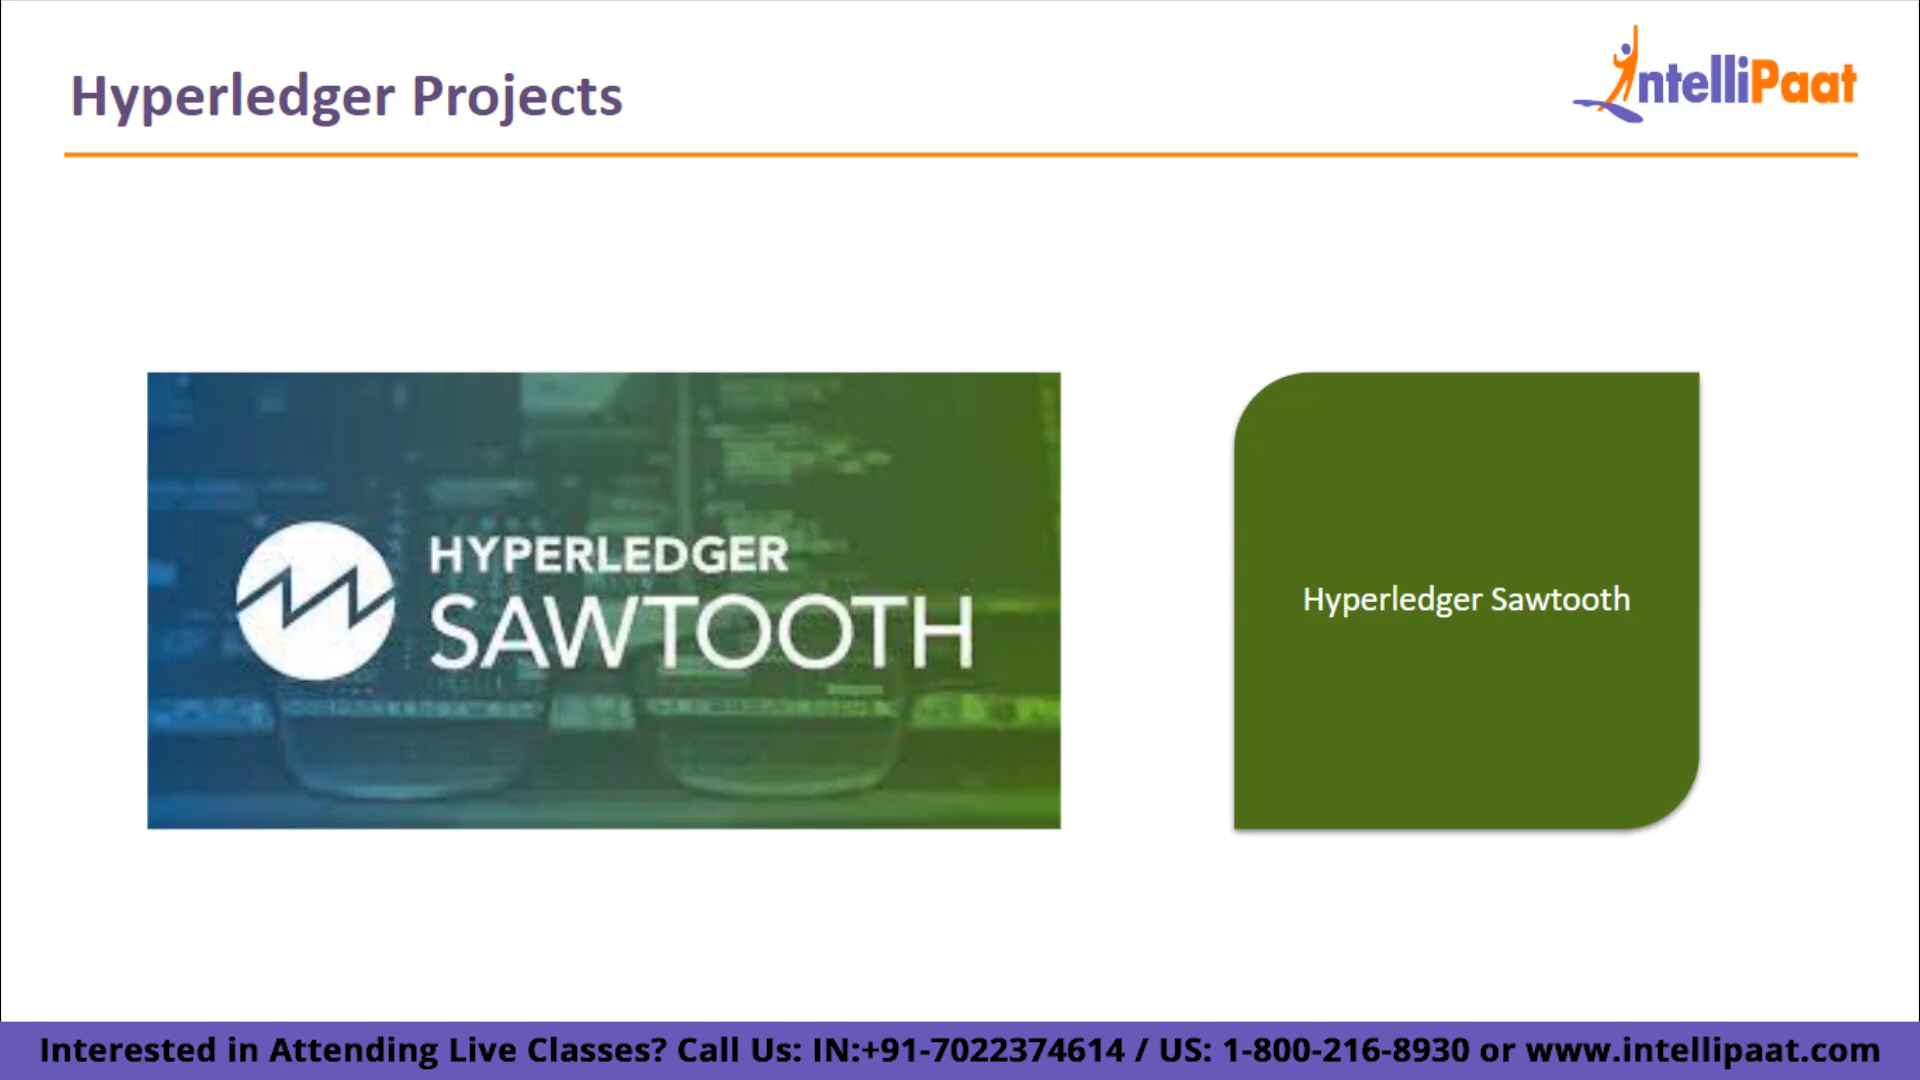 Hyperledger Projects
IntelliPaat
HYPERLEDGER
SAWTOOTH
Hyperledger Sawtooth
Interested in Attending Live Classes? Call Us: IN:+91-7022374614 / US: 1-800-216-8930 or www.intellipaat.com